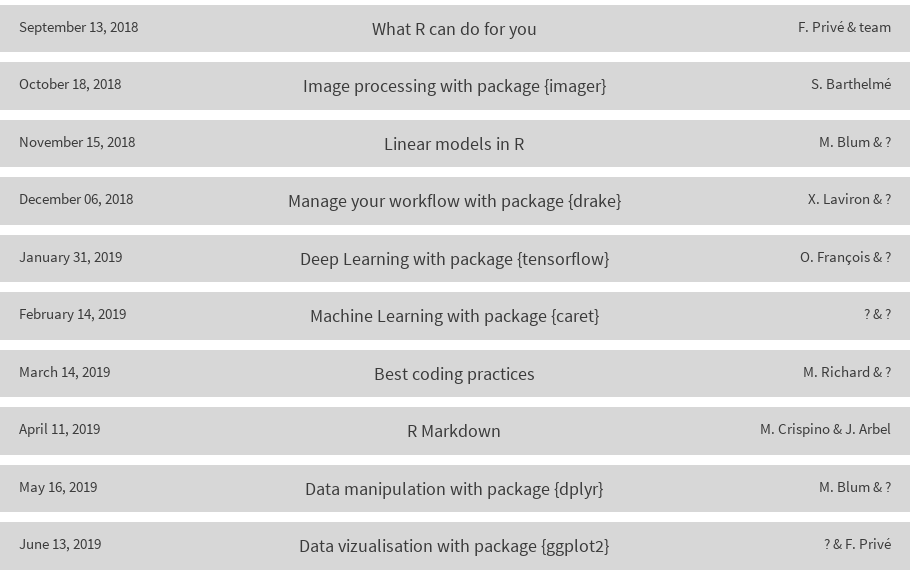 September 13, 2018 What R can do for you F. Privé & team
October 18, 2018 Image processing with package {imager} S. Barthelmé
November 15, 2018 Linear models in R M. Blum & ?
December 06, 2018 Manage your workflow with package {drake} X. Laviron & ?
January 31, 2019 Deep Learning with package {tensorflow} O. François & ?
February 14, 2019 Machine Learning with package {caret} ? & ?
March 14, 2019 Best coding practices M. Richard & ?
April 11, 2019 R Markdown M. Crispino & J. Arbel
May 16, 2019 Data manipulation with package {dplyr} M. Blum & ?
June 13, 2019 Data vizualisation with package {ggplot2} ? & F. Privé